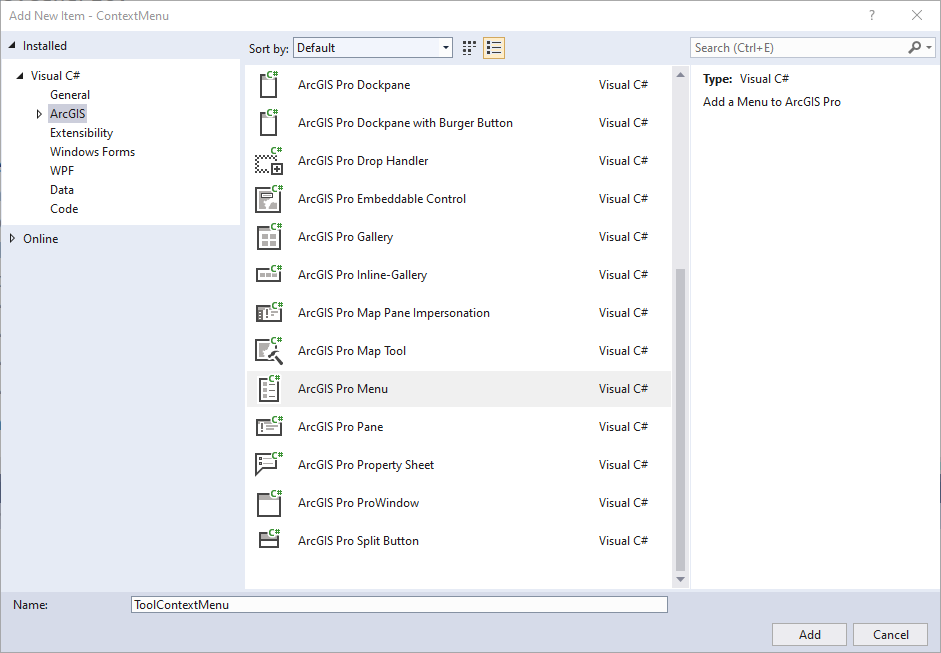 Add New Item - ContextMenu
?
Installed
Visual C#
General
ArcGIS
Extensibility
Windows Forms
WPF
Data
Code
Online
Sort by: Default
Search (Ctrl+E)
C# ArcGIS Pro Dockpane Visual C#
C# ArcGIS Pro Dockpane with Burger Button Visual C#
C# ArcGIS Pro Drop Handler Visual C#
C# ArcGIS Pro Embeddable Control Visual C#
C# ArcGIS Pro Gallery Visual C#
C# ArcGIS Pro Inline-Gallery Visual C#
C# ArcGIS Pro Map Pane Impersonation Visual C#
C# ArcGIS Pro Map Tool Visual C#
C# ArcGIS Pro Menu Visual C#
C# ArcGIS Pro Pane Visual C#
C# ArcGIS Pro Property Sheet Visual C#
C# ArcGIS Pro ProWindow Visual C#
C# ArcGIS Pro Split Button Visual C#
Type: Visual C#
Add a Menu to ArcGIS Pro
Name: ToolContextMenu
Add Cancel